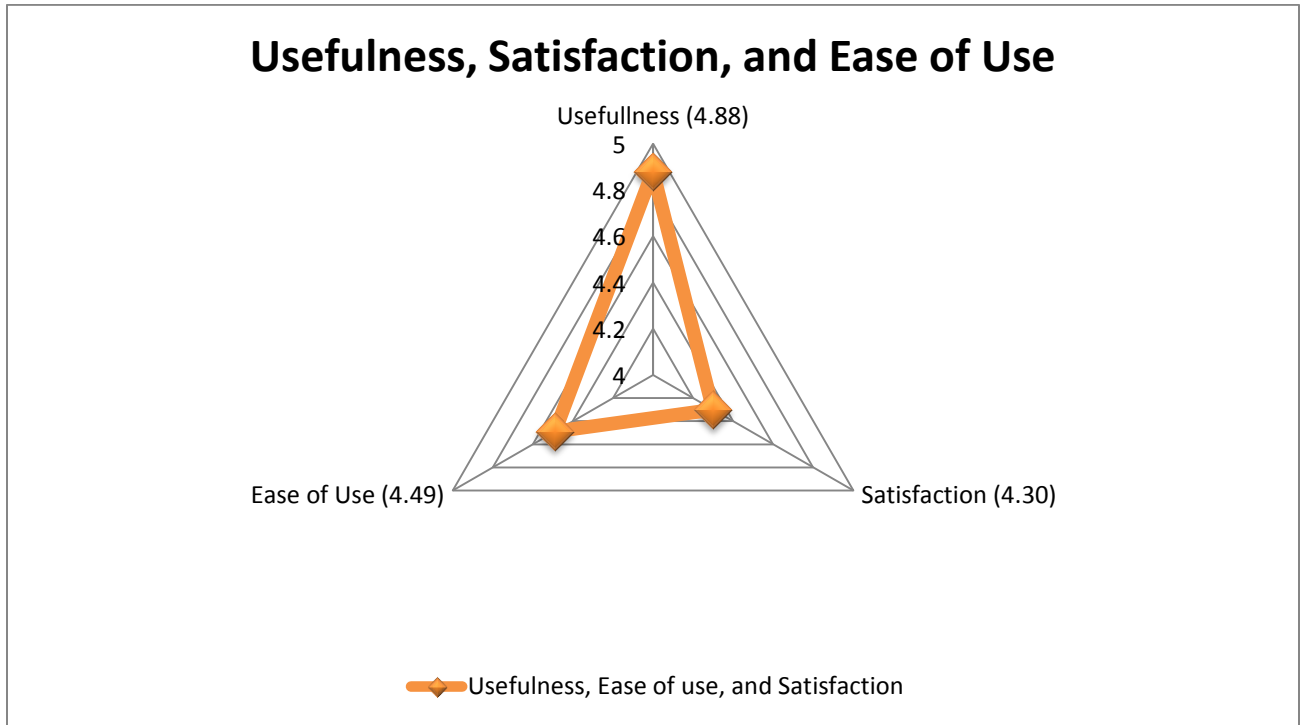 Usefulness, Satisfaction, and Ease of Use
Usefullness (4.88)
5
4.8
4.6
4.4
4.2
4
Ease of Use (4.49)
Satisfaction (4.30)
Usefulness, Ease of use, and Satisfaction